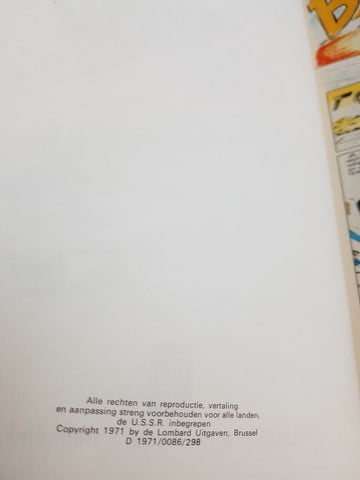 Alle rechten van reproductie, vertaling
en aanpassing streng voorbehouden voor alle landen,
de U.S.S.R. inbegrepen
Copyright 1971 by de Lombard Uitgaven, Brussel
D 1971/0086/298